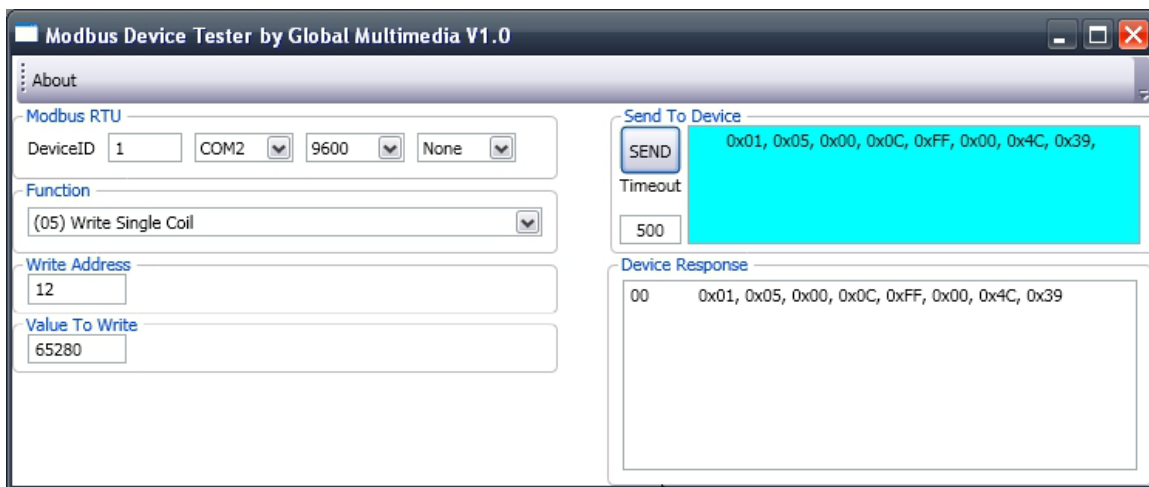 Modbus Device Tester by Global Multimedia V1.0
About
Modbus RTU
DeviceID 1 COM2 9600 None
Function
(05) Write Single Coil
Write Address
12
Value To Write
65280
Send To Device
SEND
0x01, 0x05, 0x00, 0x0C, 0xFF, 0x00, 0x4C, 0x39,
Timeout
500
Device Response
00 0x01, 0x05, 0x00, 0x0C, 0xFF, 0x00, 0x4C, 0x39